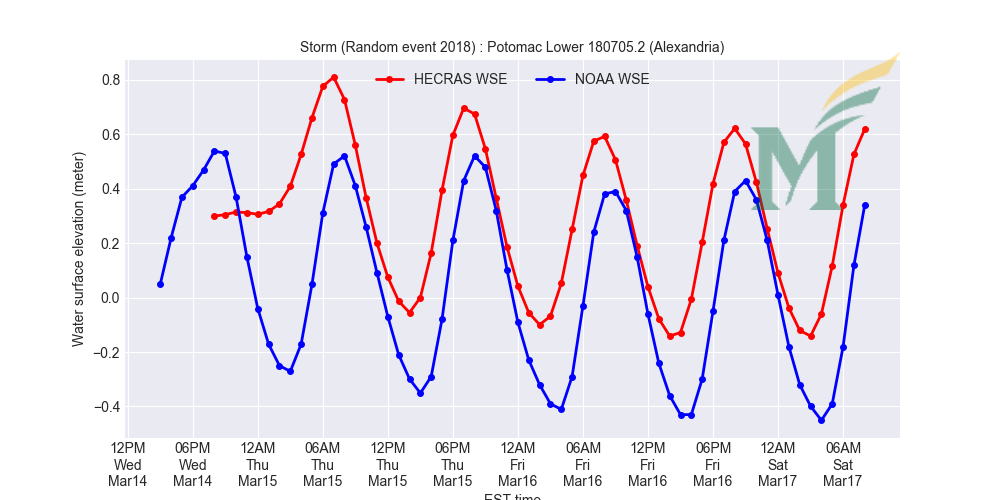 Storm (Random event 2018) : Potomac Lower 180705.2 (Alexandria)
HECRAS WSE NOAA WSE
M
Water surface elevation (meter)
0.8
0.6
0.4
0.2
0.0
−0.2
−0.4
12PM 06PM 12AM 06AM 12PM 06PM 12AM 06AM 12PM 06PM 12AM 06AM
Wed Wed Thu Thu Thu Thu Fri Fri Fri Fri Sat Sat
Mar14 Mar14 Mar15 Mar15 Mar15 Mar15 Mar16 Mar16 Mar16 Mar16 Mar17 Mar17
EST time